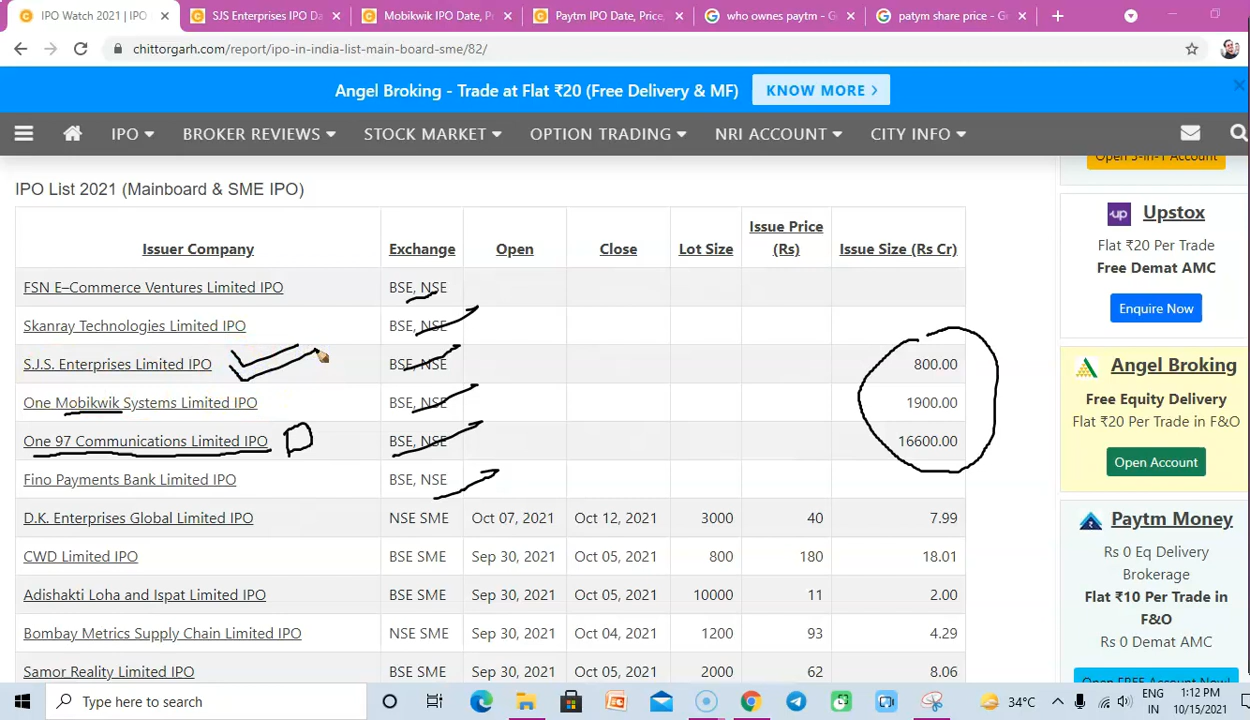 IPO Watch 2021 | IPO
SJS Enterprises IPO Da
Mobikwik IPO Date, P
Paytm IPO Date, Price,
who ownes paytm - G
patym share price - G
chittorgarh.com/report/ipo-in-india-list-main-board-sme/82/
Angel Broking - Trade at Flat ₹20 (Free Delivery & MF) KNOW MORE >
IPO BROKER REVIEWS STOCK MARKET OPTION TRADING NRI ACCOUNT CITY INFO
Open 3-in-1 Account
IPO List 2021 (Mainboard & SME IPO)
Issuer Company Exchange Open Close Lot Size Issue Price (Rs) Issue Size (Rs Cr)
FSN E–Commerce Ventures Limited IPO BSE, NSE
Skanray Technologies Limited IPO BSE, NSE
S.J.S. Enterprises Limited IPO BSE, NSE 800.00
One Mobikwik Systems Limited IPO BSE, NSE 1900.00
One 97 Communications Limited IPO BSE, NSE 16600.00
Fino Payments Bank Limited IPO BSE, NSE
D.K. Enterprises Global Limited IPO NSE SME Oct 07, 2021 Oct 12, 2021 3000 40 7.99
CWD Limited IPO BSE SME Sep 30, 2021 Oct 05, 2021 800 180 18.01
Adishakti Loha and Ispat Limited IPO BSE SME Sep 30, 2021 Oct 05, 2021 10000 11 2.00
Bombay Metrics Supply Chain Limited IPO NSE SME Sep 30, 2021 Oct 04, 2021 1200 93 4.29
Samor Reality Limited IPO BSE SME Sep 30, 2021 Oct 05, 2021 2000 62 8.06
up Upstox
Flat ₹20 Per Trade
Free Demat AMC
Enquire Now
Angel Broking
Free Equity Delivery
Flat ₹20 Per Trade in F&O
Open Account
Paytm Money
Rs 0 Eq Delivery
Brokerage
Flat ₹10 Per Trade in
F&O
Rs 0 Demat AMC
Open FREE Account Now!
Type here to search
34°C
ENG
IN
1:12 PM
10/15/2021